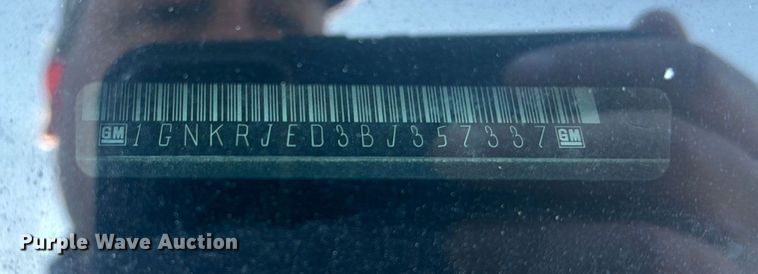 GM 1GNKRJED3BJ357337 GM
Purple Wave Auction